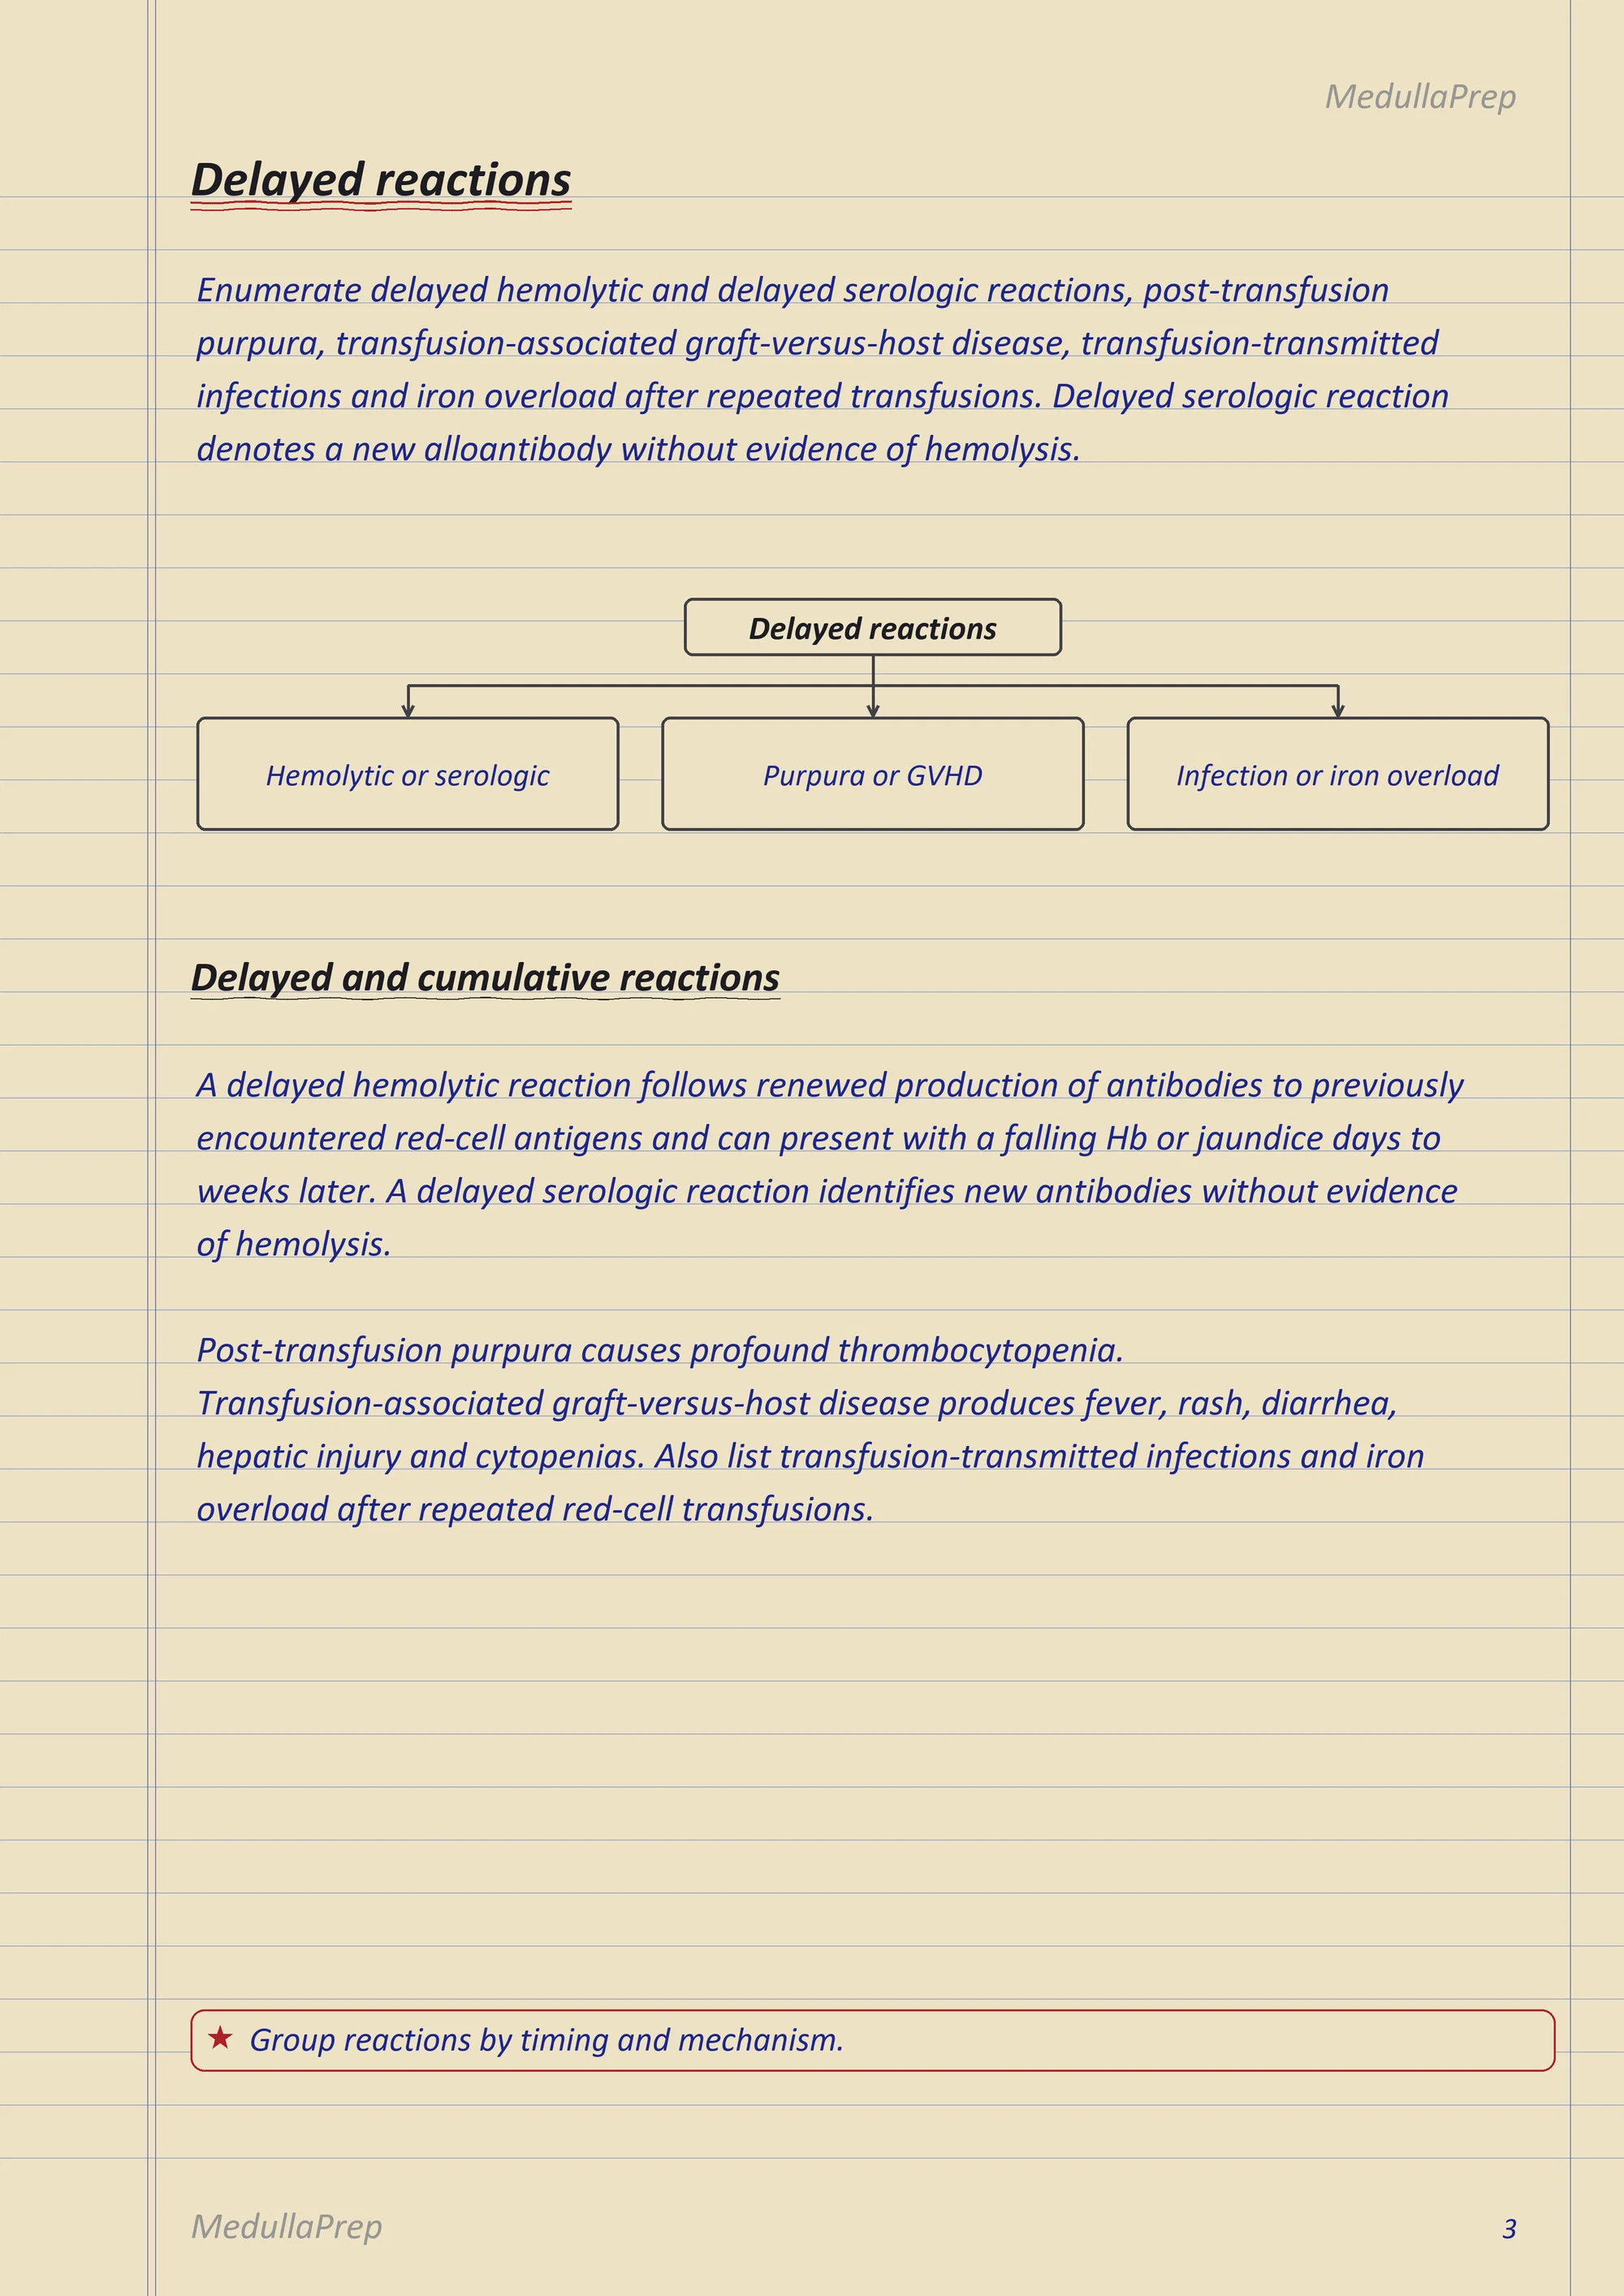 MedullaPrep
Delayed reactions
Enumerate delayed hemolytic and delayed serologic reactions, post-transfusion
purpura, transfusion-associated graft-versus-host disease, transfusion-transmitted
infections and iron overload after repeated transfusions. Delayed serologic reaction
denotes a new alloantibody without evidence of hemolysis.
Delayed reactions
Hemolytic or serologic
Purpura or GVHD
Infection or iron overload
Delayed and cumulative reactions
A delayed hemolytic reaction follows renewed production of antibodies to previously
encountered red-cell antigens and can present with a falling Hb or jaundice days to
weeks later. A delayed serologic reaction identifies new antibodies without evidence
of hemolysis.
Post-transfusion purpura causes profound thrombocytopenia.
Transfusion-associated graft-versus-host disease produces fever, rash, diarrhea,
hepatic injury and cytopenias. Also list transfusion-transmitted infections and iron
overload after repeated red-cell transfusions.
★ Group reactions by timing and mechanism.
MedullaPrep
3